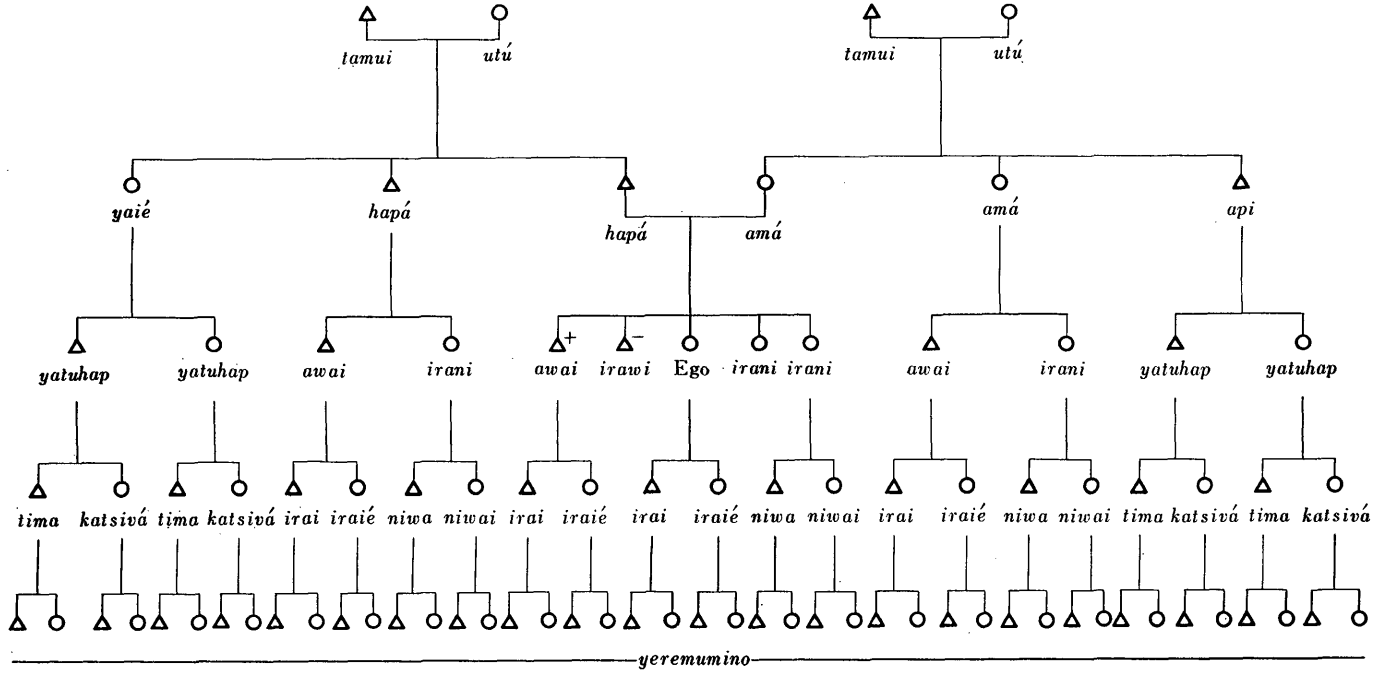 tamui utú tamui utú
yaié hapá hapá amá amá api
yatuhap yatuhap awai irani awai + irawi − Ego irani irani awai irani yatuhap yatuhap
tima katsivá tima katsivá irai iraié niwa niwai irai iraié irai iraié niwa niwai irai iraié niwa niwai tima katsivá tima katsivá
yeremumino